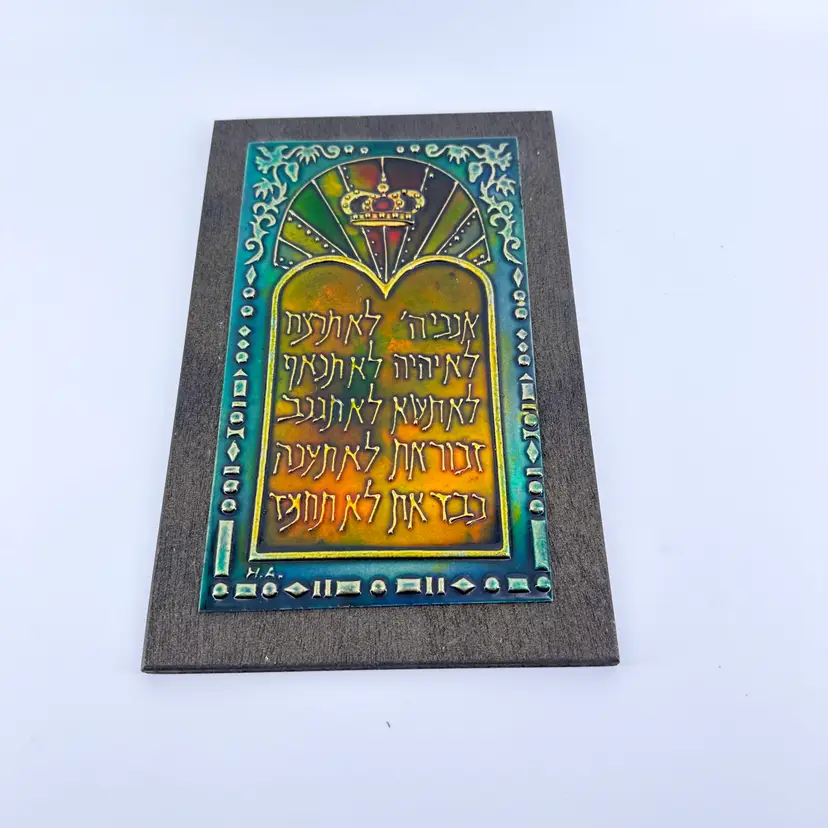 אנכי ה' לא תרצח
לא יהיה לא תנאף
לא תשא לא תגנב
זכור את לא תענה
כבד את לא תחמד
H.A.